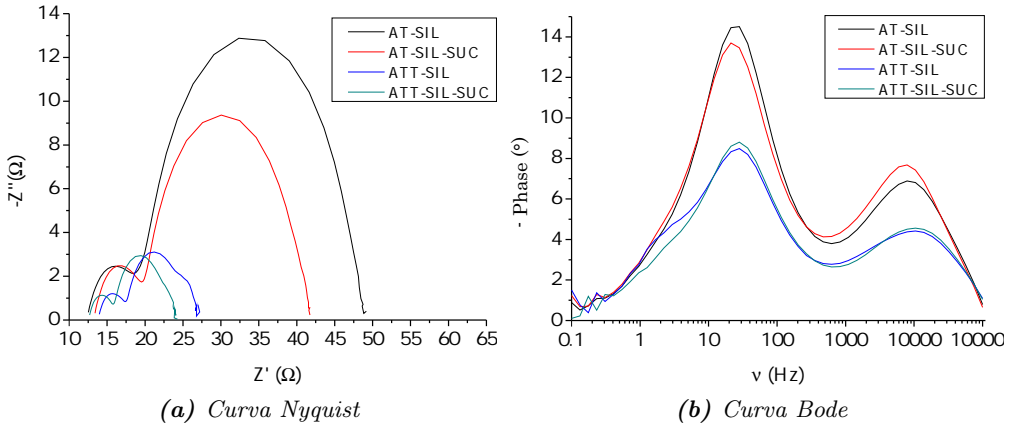 AT-SIL
AT-SIL-SUC
ATT-SIL
ATT-SIL-SUC
14
12
10
8
6
4
2
0
-Z''(Ω)
10 15 20 25 30 35 40 45 50 55 60 65
Z' (Ω)
(a) Curva Nyquist
AT-SIL
AT-SIL-SUC
ATT-SIL
ATT-SIL-SUC
14
12
10
8
6
4
2
0
- Phase (°)
0.1 1 10 100 1000 10000 100000
ν (Hz)
(b) Curva Bode